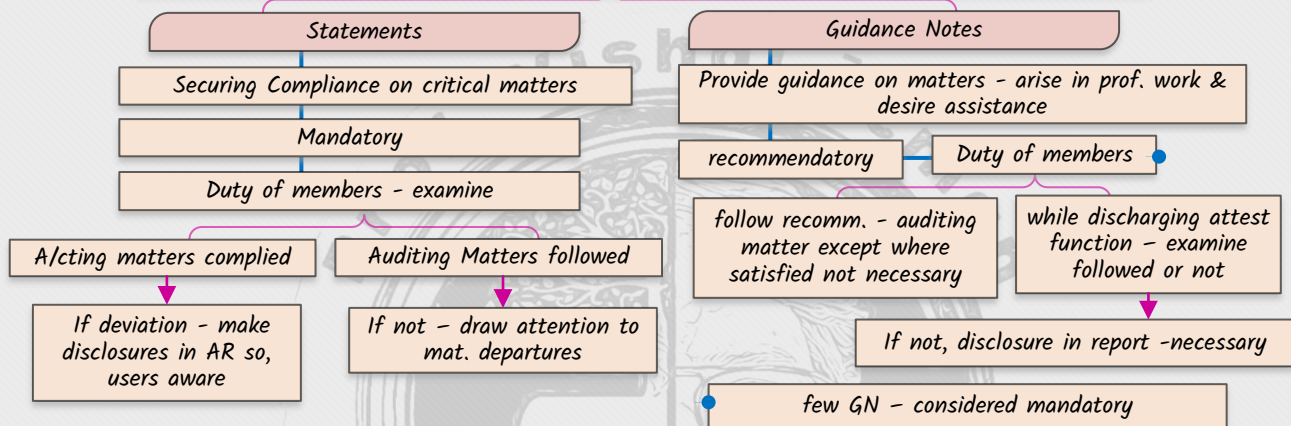 Statements
Securing Compliance on critical matters
Mandatory
Duty of members - examine
A/cting matters complied
If deviation - make
disclosures in AR so,
users aware
Auditing Matters followed
If not – draw attention to
mat. departures
Guidance Notes
Provide guidance on matters - arise in prof. work &
desire assistance
recommendatory
Duty of members
follow recomm. - auditing
matter except where
satisfied not necessary
while discharging attest
function – examine
followed or not
If not, disclosure in report -necessary
few GN – considered mandatory